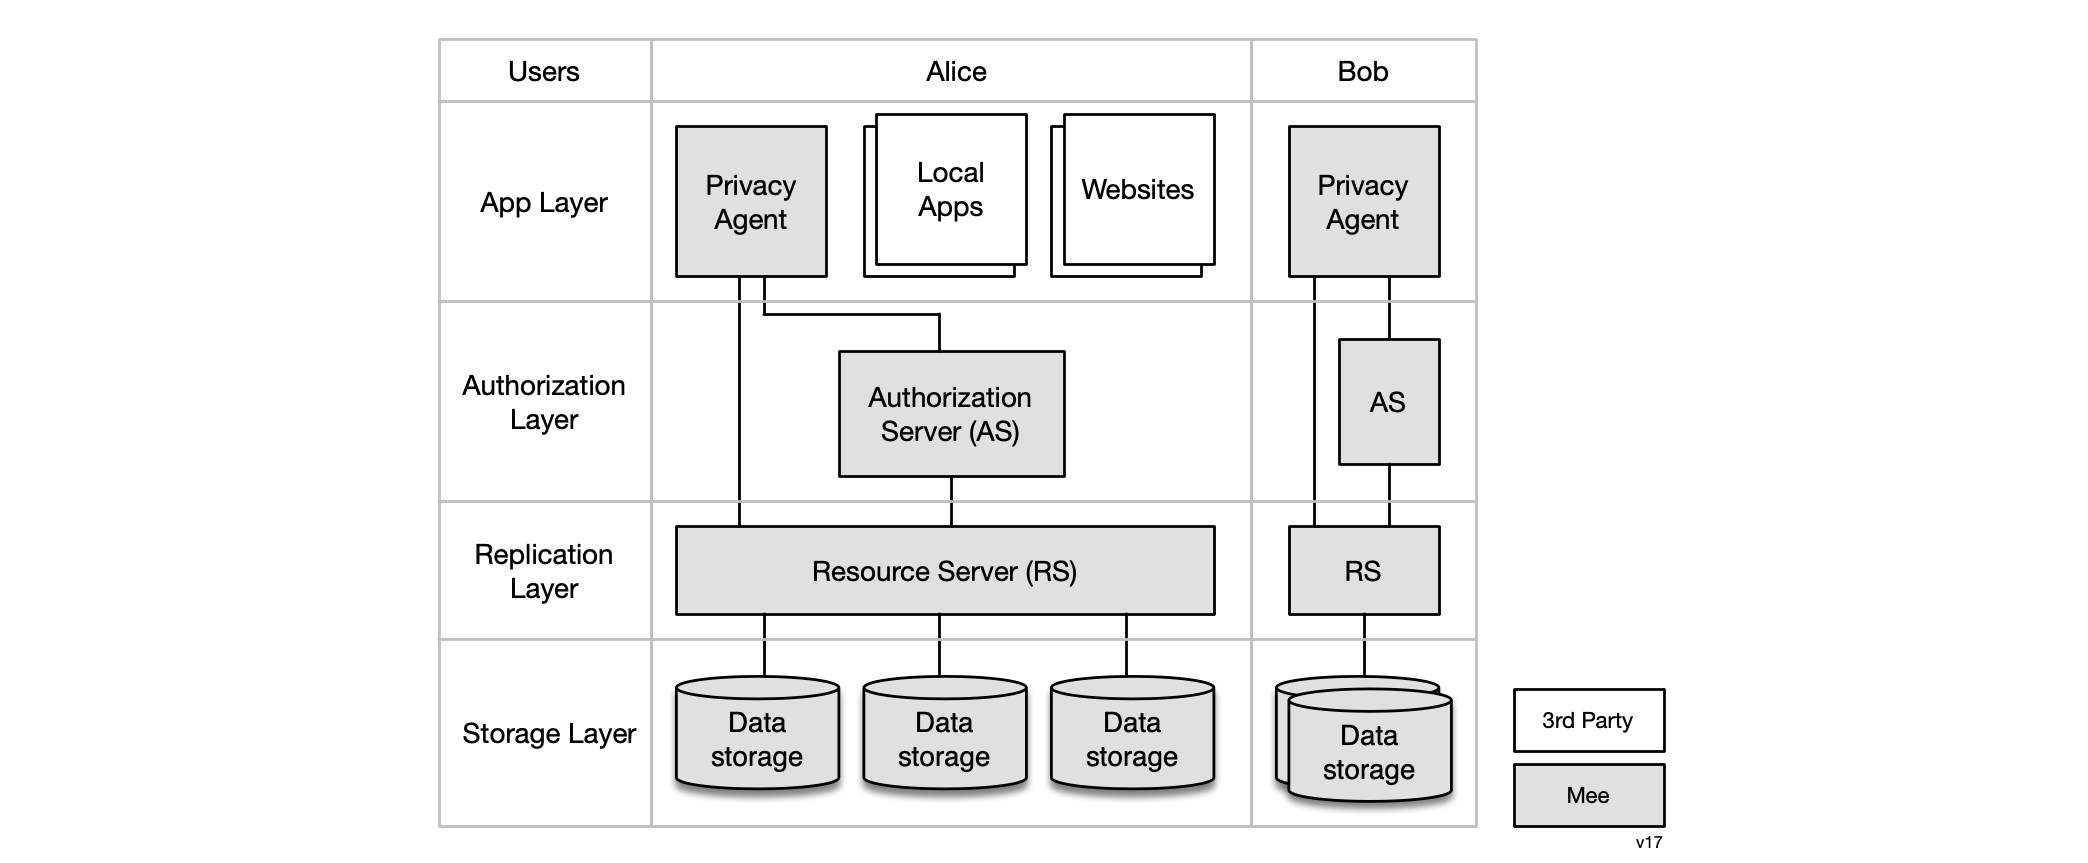 Users
Alice
Bob
App Layer
Privacy
Agent
Local
Apps
Websites
Privacy
Agent
Authorization
Layer
Authorization
Server (AS)
AS
Replication
Layer
Resource Server (RS)
RS
Storage Layer
Data
storage
Data
storage
Data
storage
Data
storage
3rd Party
Mee
v17